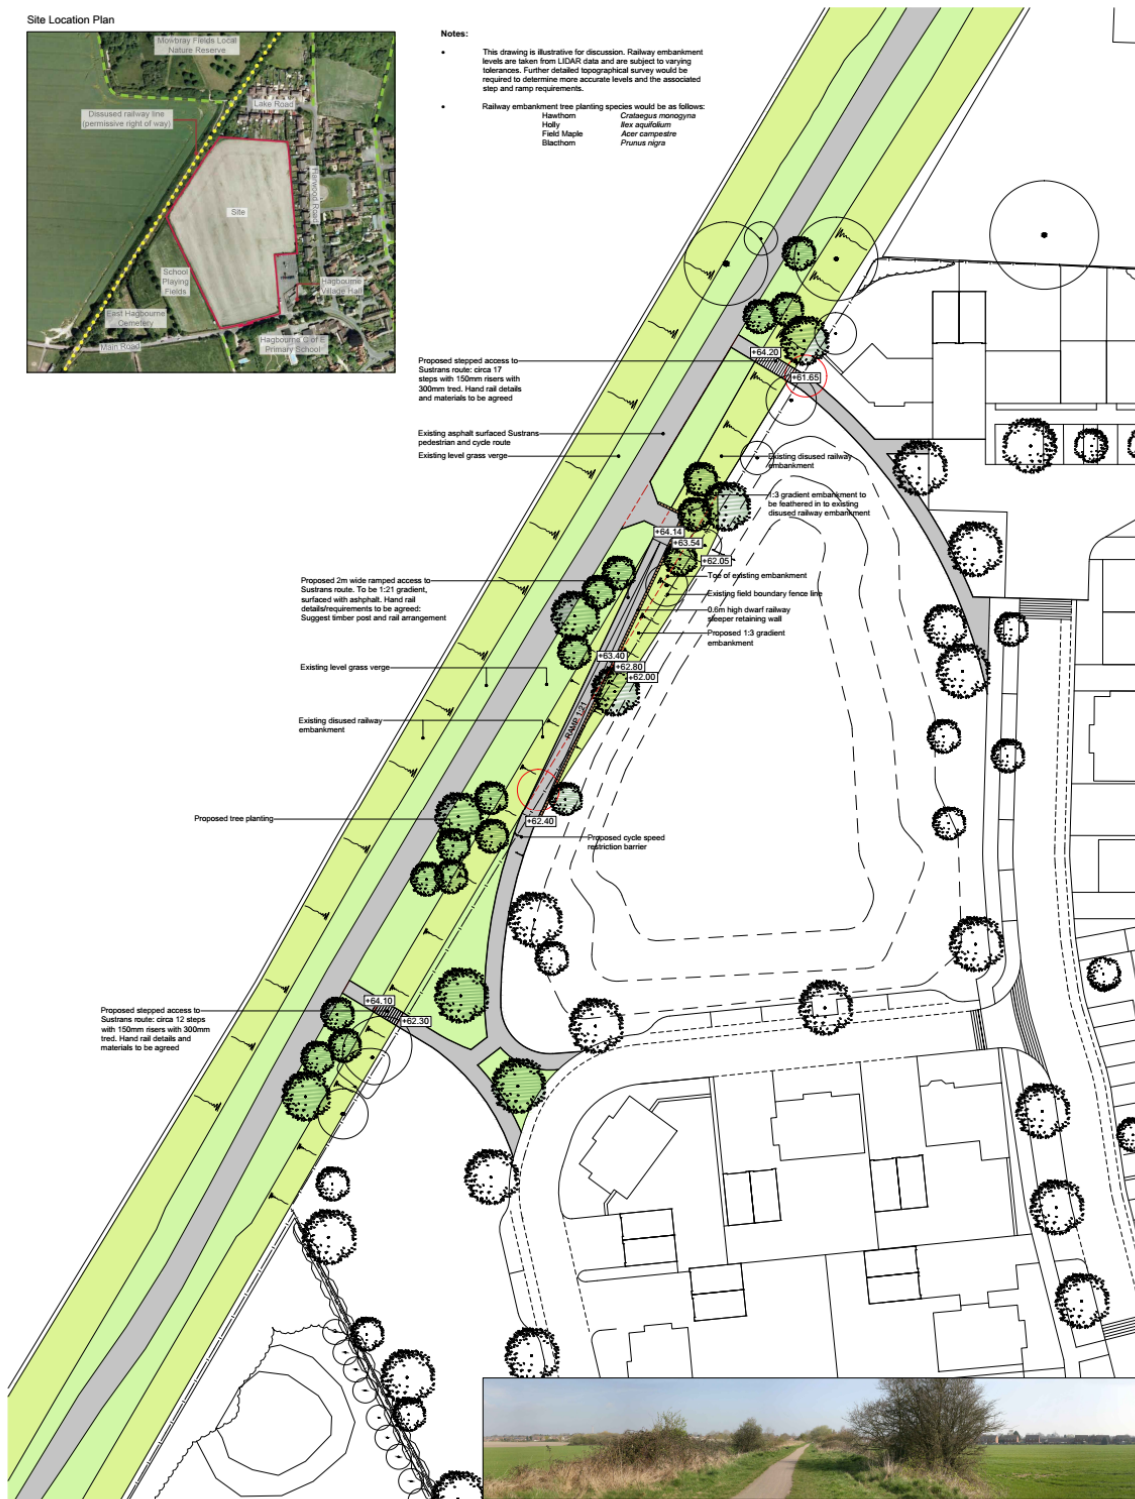 Site Location Plan
Mowbray Fields Local
Nature Reserve
Lake Road
Dissused railway line
(permissive right of way)
Harwood Road
Site
School
Playing
Fields
Hagbourne
Village Hall
East Hagbourne
Cemetery
Main Road
Hagbourne C of E
Primary School
Notes:
• This drawing is illustrative for discussion. Railway embankment
levels are taken from LIDAR data and are subject to varying
tolerances. Further detailed topographical survey would be
required to determine more accurate levels and the associated
step and ramp requirements.
• Railway embankment tree planting species would be as follows:
Hawthorn Crataegus monogyna
Holly Ilex aquifolium
Field Maple Acer campestre
Blacthorn Prunus nigra
+64.20
Proposed stepped access to
Sustrans route: circa 17
steps with 150mm risers with
300mm tred. Hand rail details
and materials to be agreed
+61.65
Existing asphalt surfaced Sustrans
pedestrian and cycle route
Existing level grass verge
Existing disused railway
embankment
1:3 gradient embankment to
be feathered in to existing
disused railway embankment
+64.14
+63.54
+62.05
Toe of existing embankment
Proposed 2m wide ramped access to
Sustrans route. To be 1:21 gradient,
surfaced with ashphalt. Hand rail
details/requirements to be agreed:
Suggest timber post and rail arrangement
Existing field boundary fence line
0.6m high dwarf railway
sleeper retaining wall
Proposed 1:3 gradient
embankment
+63.40
+62.80
+62.00
Existing level grass verge
RAMP 1:21
Existing disused railway
embankment
Proposed tree planting
+62.40
Proposed cycle speed
restriction barrier
+64.10
Proposed stepped access to
Sustrans route: circa 12 steps
with 150mm risers with 300mm
tred. Hand rail details and
materials to be agreed
+62.30